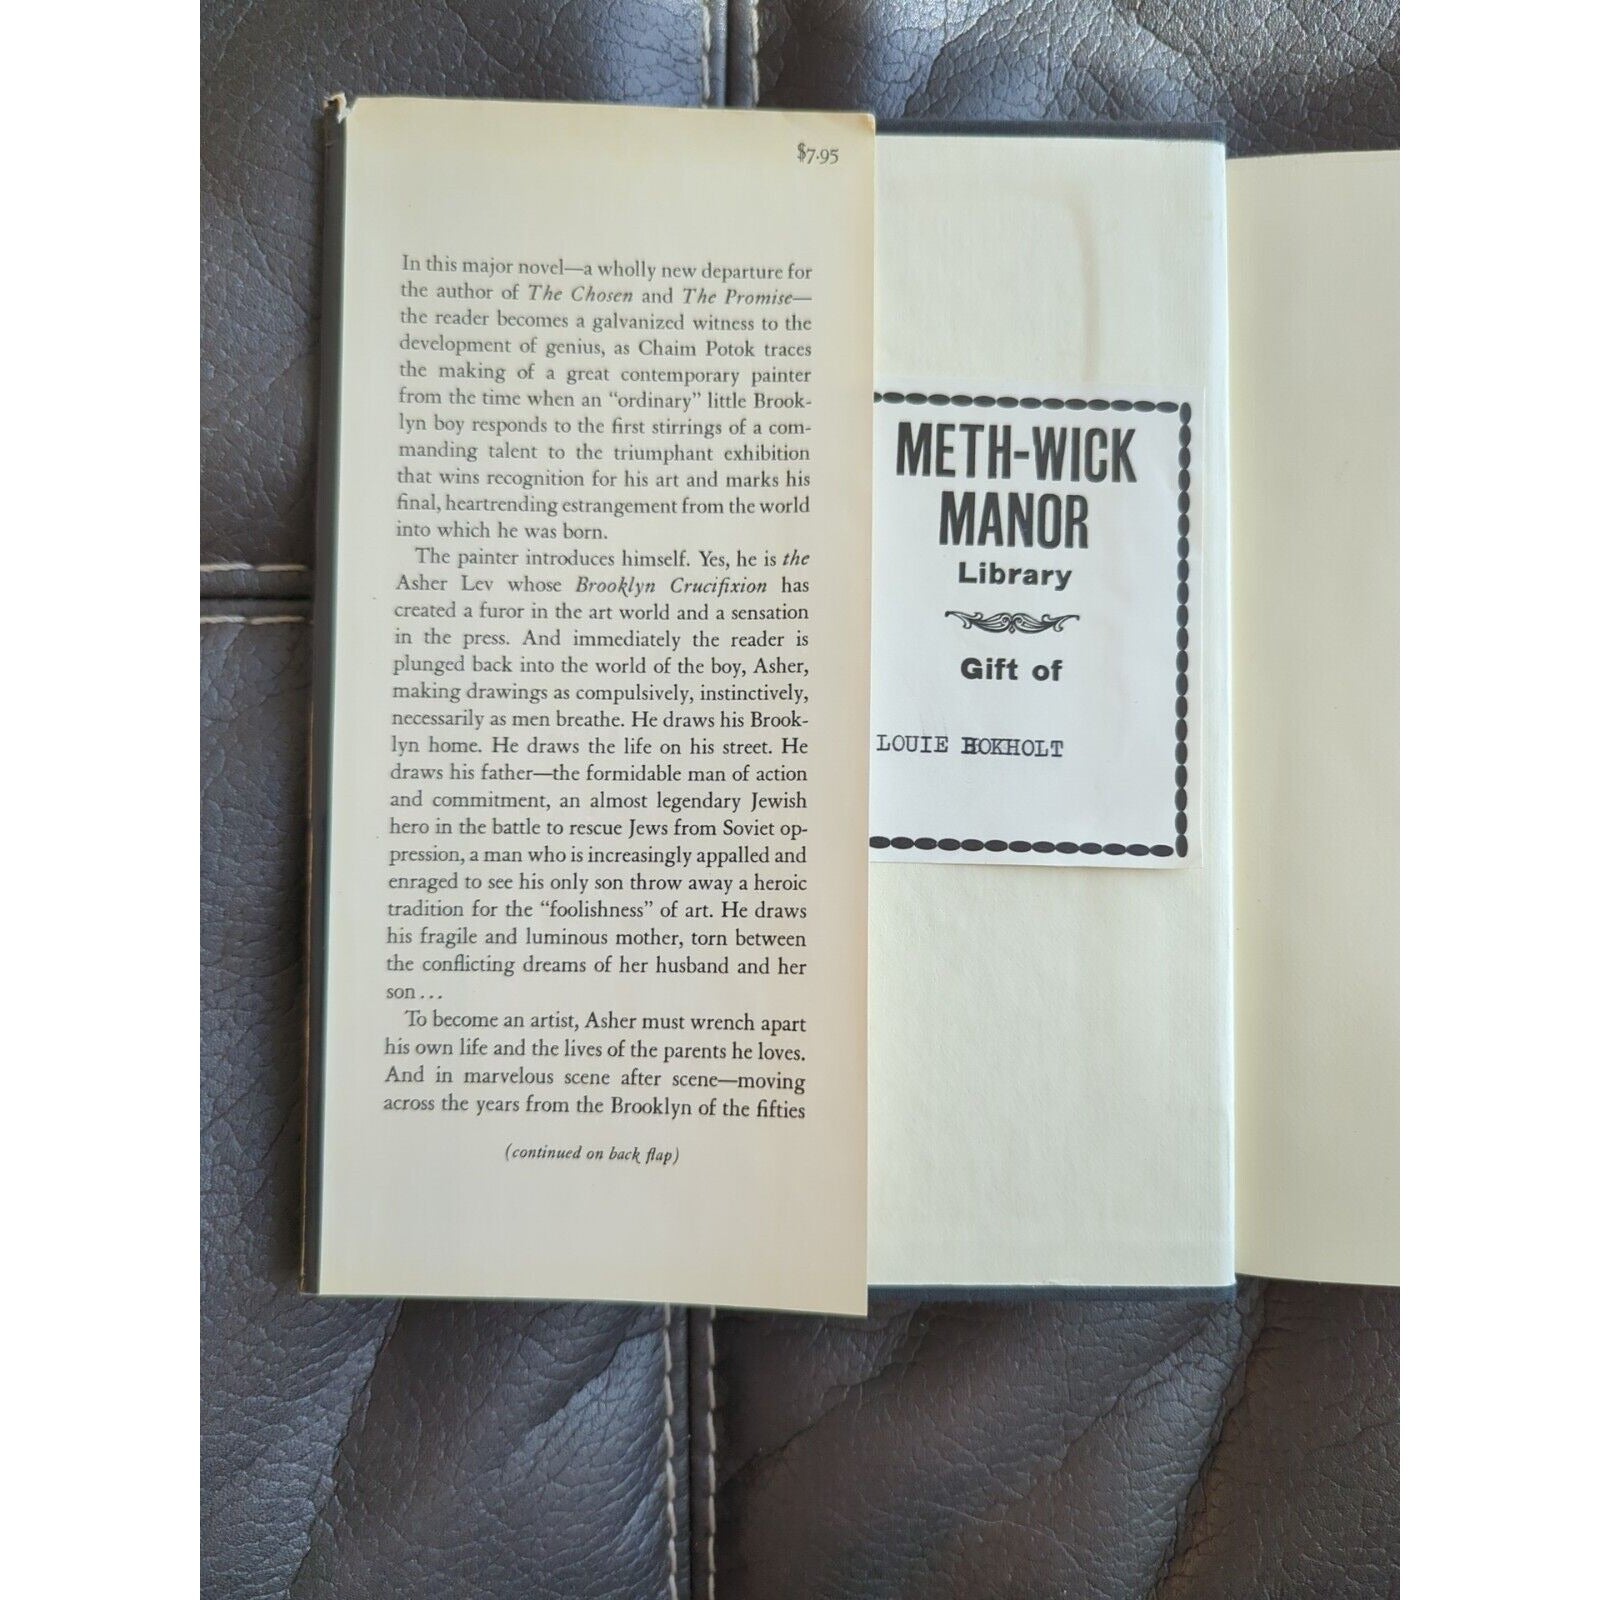 $7.95
In this major novel—a wholly new departure for
the author of The Chosen and The Promise—
the reader becomes a galvanized witness to the
development of genius, as Chaim Potok traces
the making of a great contemporary painter
from the time when an “ordinary” little Brook-
lyn boy responds to the first stirrings of a com-
manding talent to the triumphant exhibition
that wins recognition for his art and marks his
final, heartrending estrangement from the world
into which he was born.
The painter introduces himself. Yes, he is the
Asher Lev whose Brooklyn Crucifixion has
created a furor in the art world and a sensation
in the press. And immediately the reader is
plunged back into the world of the boy, Asher,
making drawings as compulsively, instinctively,
necessarily as men breathe. He draws his Brook-
lyn home. He draws the life on his street. He
draws his father—the formidable man of action
and commitment, an almost legendary Jewish
hero in the battle to rescue Jews from Soviet op-
pression, a man who is increasingly appalled and
enraged to see his only son throw away a heroic
tradition for the “foolishness” of art. He draws
his fragile and luminous mother, torn between
the conflicting dreams of her husband and her
son...
To become an artist, Asher must wrench apart
his own life and the lives of the parents he loves.
And in marvelous scene after scene—moving
across the years from the Brooklyn of the fifties
(continued on back flap)
METH-WICK
MANOR
Library
Gift of
LOUIE